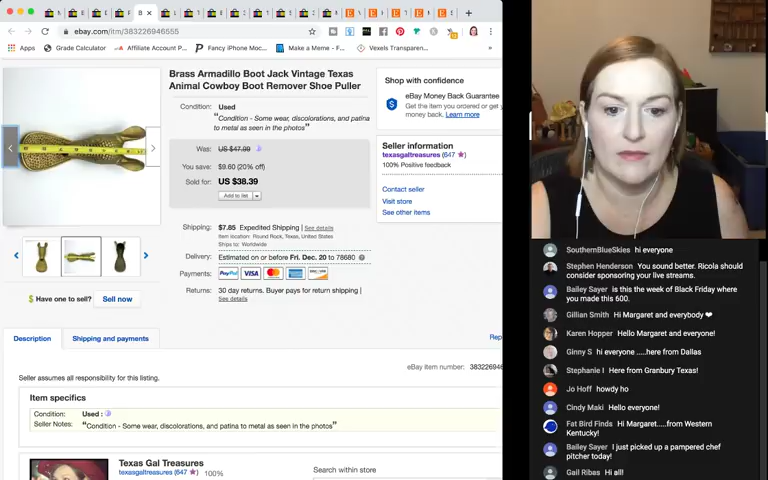 ebay.com/itm/383226946555
Apps
Grade Calculator
Affiliate Account P...
Fancy iPhone Moc...
Make a Meme - F...
Vexels Transparen...
Brass Armadillo Boot Jack Vintage Texas
Animal Cowboy Boot Remover Shoe Puller
Condition: Used
"Condition - Some wear, discolorations, and patina
to metal as seen in the photos"
Was: US $47.99
You save: $9.60 (20% off)
Sold for: US $38.39
Add to list
Shipping: $7.85 Expedited Shipping | See details
Item location: Round Rock, Texas, United States
Ships to: Worldwide
Delivery: Estimated on or before Fri. Dec. 20 to 78680
Payments: PayPal VISA
Returns: 30 day returns. Buyer pays for return shipping |
See details
Have one to sell? Sell now
Shop with confidence
eBay Money Back Guarantee
Get the item you ordered or get y
money back. Learn more
Seller information
texasgaltreasures (647 )
100% Positive feedback
Contact seller
Visit store
See other items
Description
Shipping and payments
Rep
eBay item number: 383226946
Seller assumes all responsibility for this listing.
Item specifics
Condition: Used :
Seller Notes: "Condition - Some wear, discolorations, and patina to metal as seen in the photos"
Texas Gal Treasures
texasgaltreasures (647 ) 100%
Search within store
SouthernBlueSkies hi everyone
Stephen Henderson You sound better. Ricola should
consider sponsoring your live streams.
Bailey Sayer is this the week of Black Friday where
you made this 600.
Gillian Smith Hi Margaret and everybody ❤
Karen Hopper Hello Margaret and everyone!
Ginny S hi everyone .....here from Dallas
Stephanie I Here from Granbury Texas!
Jo Hoff howdy ho
Cindy Maki Hello everyone!
Fat Bird Finds Hi Margaret.....from Western
Kentucky!
Bailey Sayer I just picked up a pampered chef
pitcher today!
Gail Ribas Hi all!